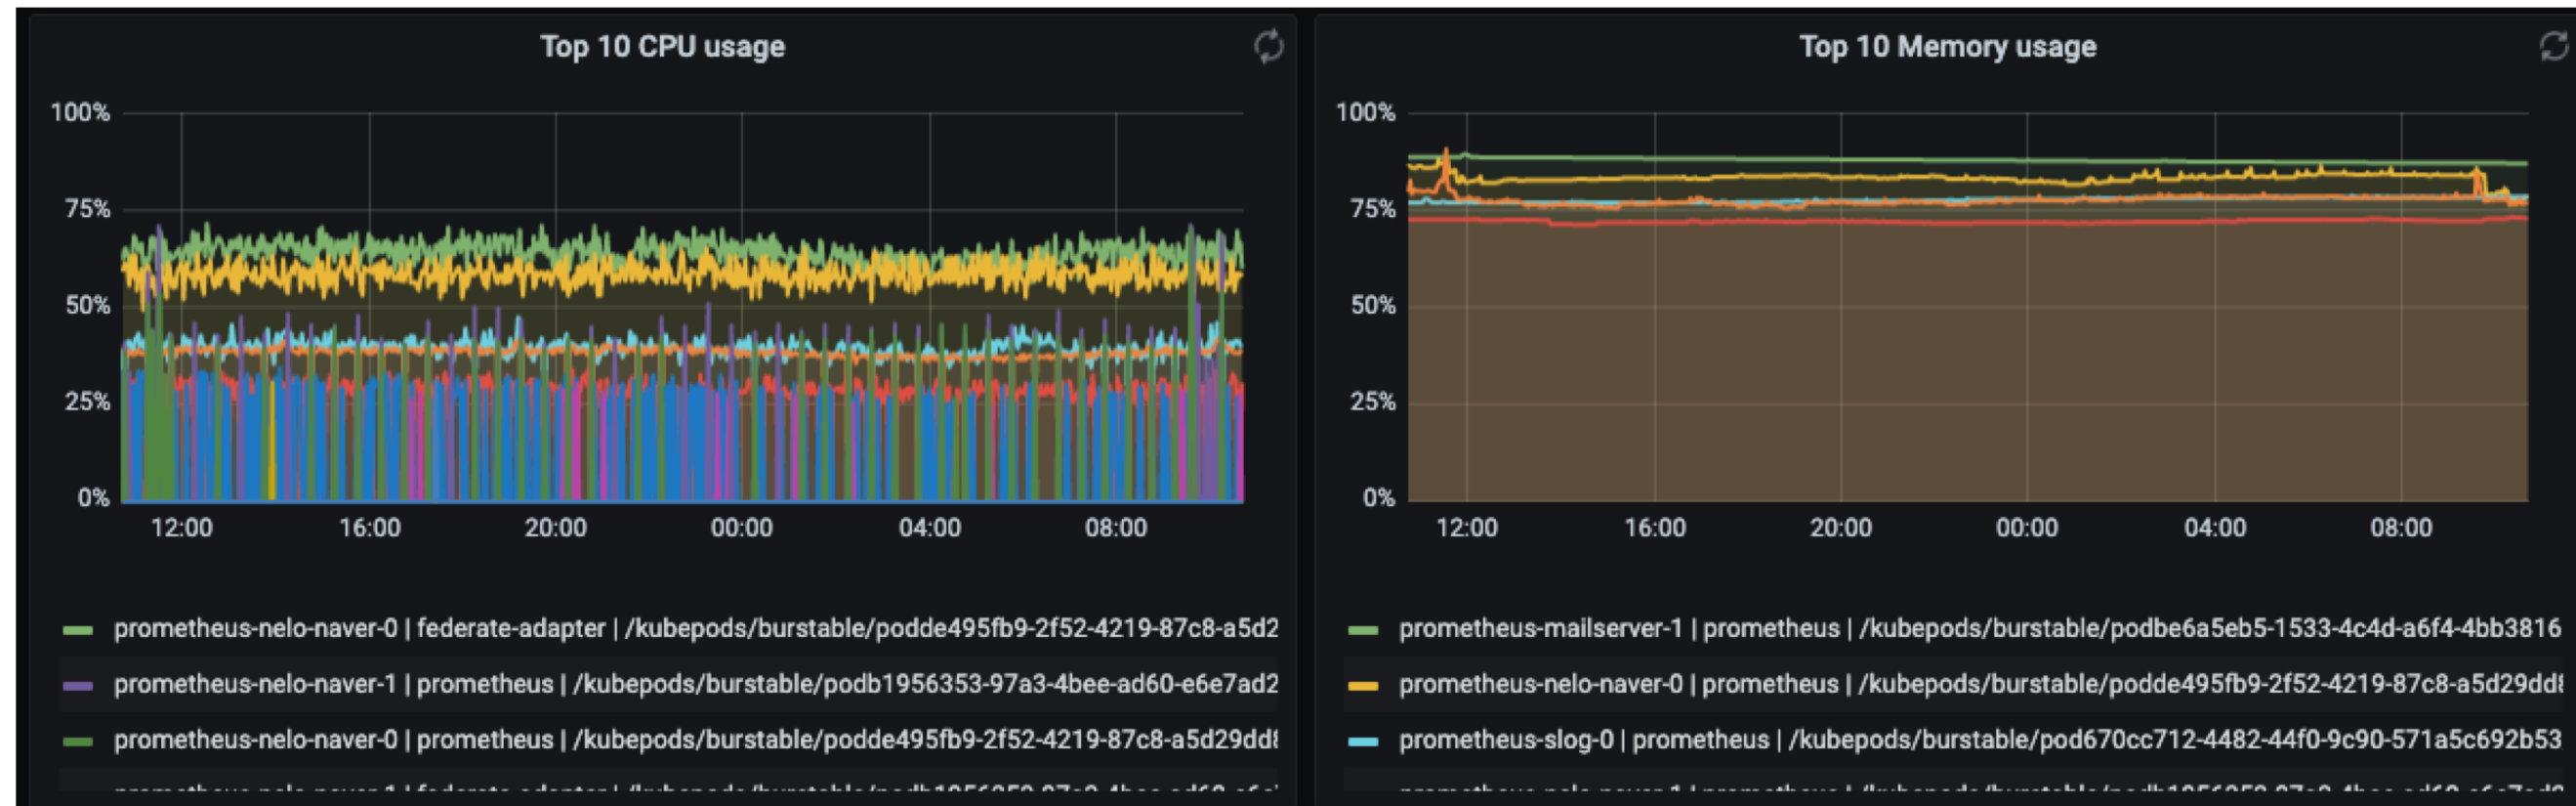 Top 10 CPU usage
100%
75%
50%
25%
0%
12:00 16:00 20:00 00:00 04:00 08:00
prometheus-nelo-naver-0 | federate-adapter | /kubepods/burstable/podde495fb9-2f52-4219-87c8-a5d2
prometheus-nelo-naver-1 | prometheus | /kubepods/burstable/podb1956353-97a3-4bee-ad60-e6e7ad2
prometheus-nelo-naver-0 | prometheus | /kubepods/burstable/podde495fb9-2f52-4219-87c8-a5d29dd8
Top 10 Memory usage
100%
75%
50%
25%
0%
12:00 16:00 20:00 00:00 04:00 08:00
prometheus-mailserver-1 | prometheus | /kubepods/burstable/podbe6a5eb5-1533-4c4d-a6f4-4bb3816
prometheus-nelo-naver-0 | prometheus | /kubepods/burstable/podde495fb9-2f52-4219-87c8-a5d29dd8
prometheus-slog-0 | prometheus | /kubepods/burstable/pod670cc712-4482-44f0-9c90-571a5c692b53